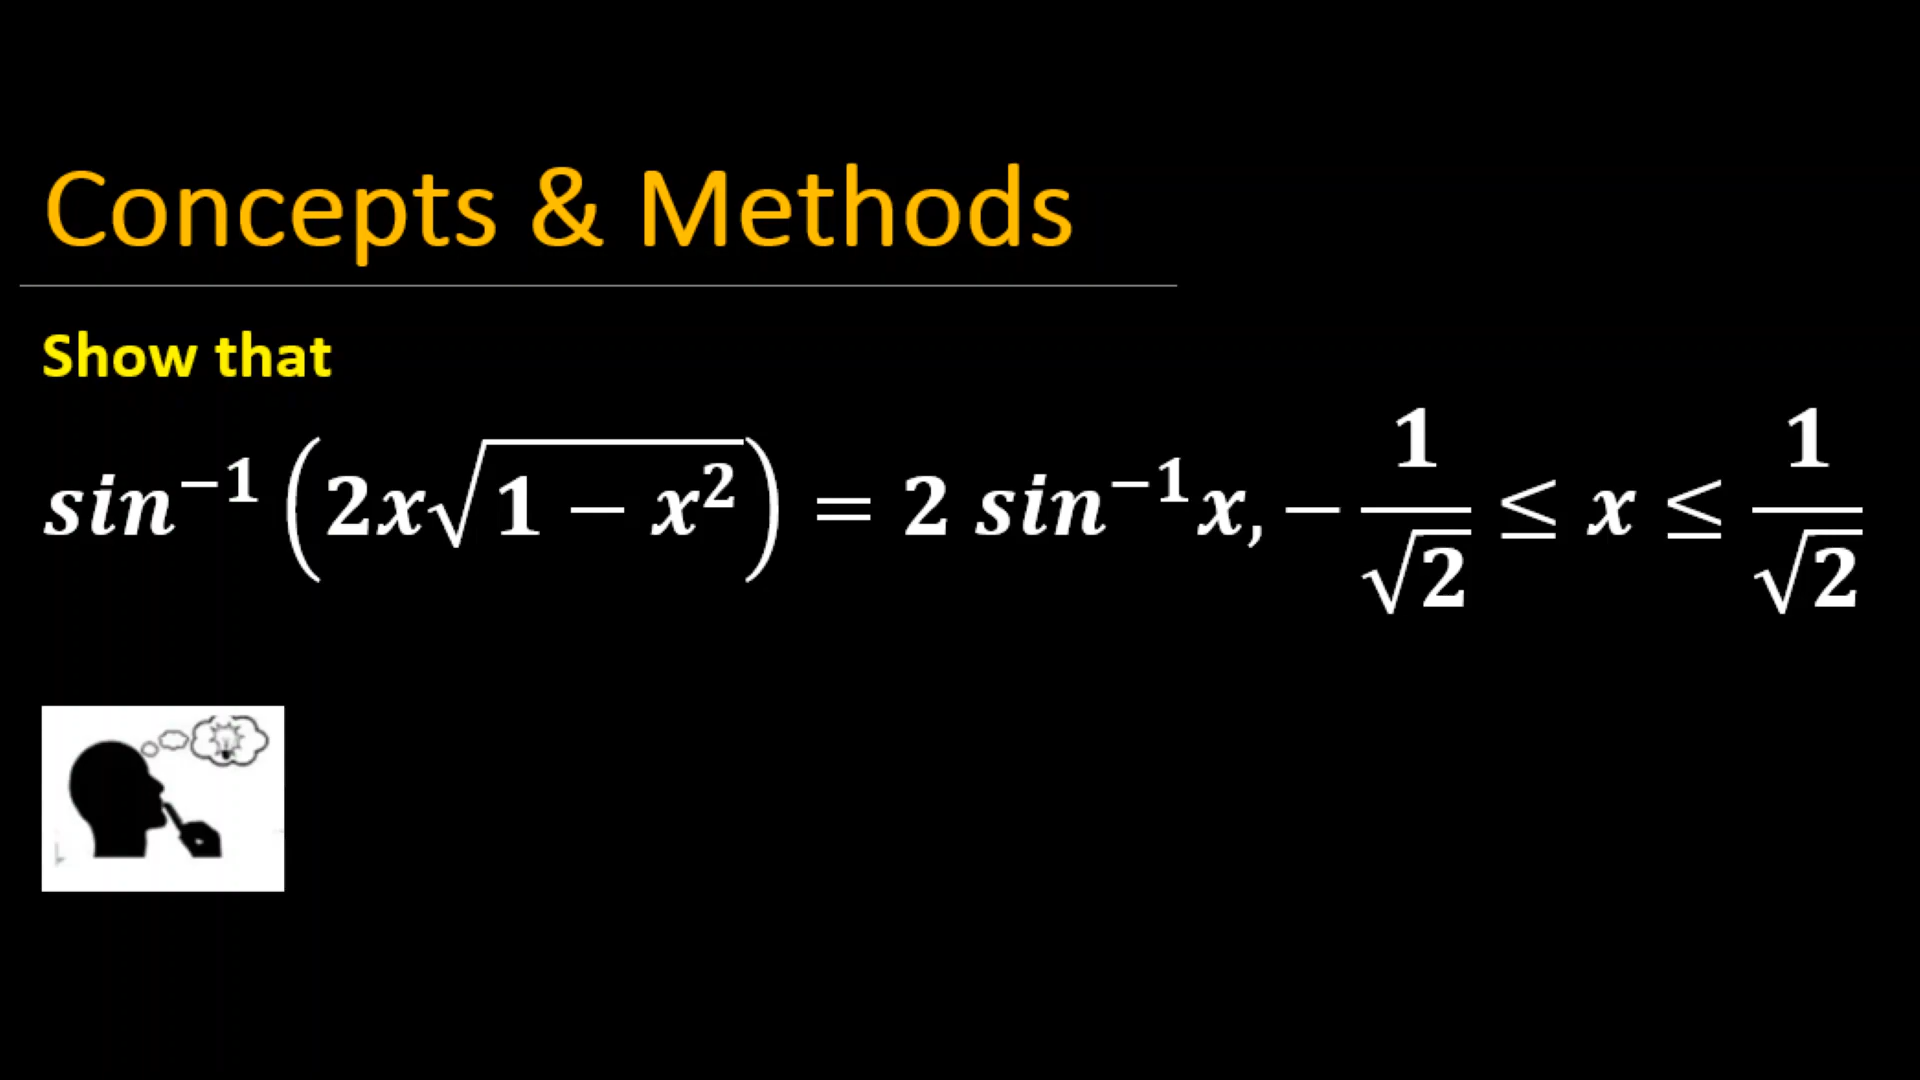 Concepts & Methods
Show that
sin⁻¹(2x√(1 − x²)) = 2 sin⁻¹x, −1/√2 ≤ x ≤ 1/√2